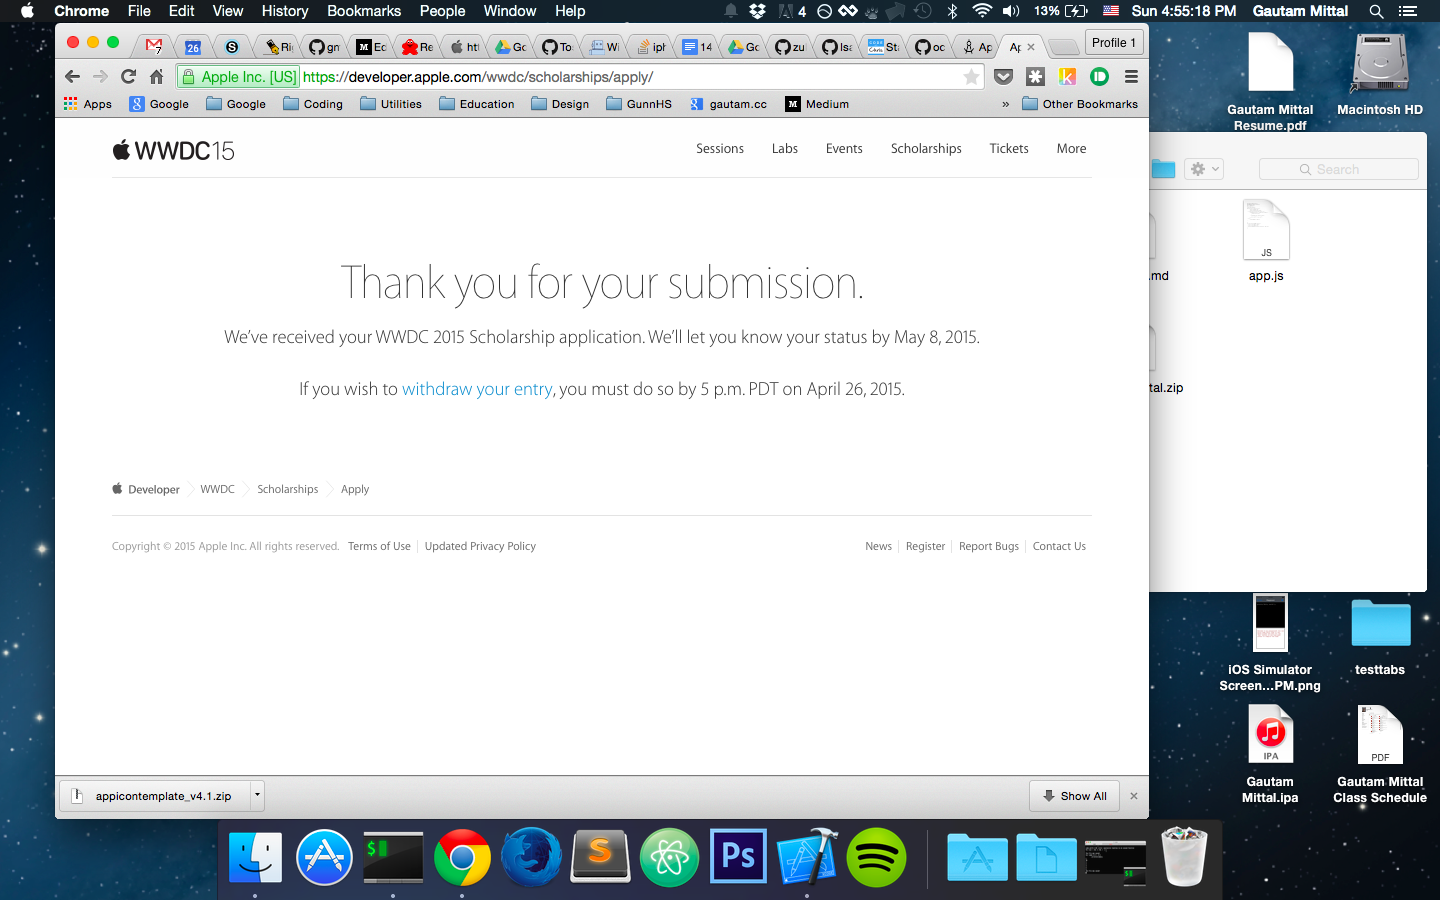 Chrome File Edit View History Bookmarks People Window Help 4 13% Sun 4:55:18 PM Gautam Mittal
7 26 S Ri gn Ed Re htt Go To Wi iph 14 Go zu Isa Sta oc Ap Ap Profile 1
Apple Inc. [US] https://developer.apple.com/wwdc/scholarships/apply/
Apps Google Google Coding Utilities Education Design GunnHS gautam.cc Medium » Other Bookmarks
WWDC15
Sessions Labs Events Scholarships Tickets More
Thank you for your submission.
We've received your WWDC 2015 Scholarship application. We'll let you know your status by May 8, 2015.
If you wish to withdraw your entry, you must do so by 5 p.m. PDT on April 26, 2015.
Developer WWDC Scholarships Apply
Copyright © 2015 Apple Inc. All rights reserved. Terms of Use Updated Privacy Policy
News Register Report Bugs Contact Us
appicontemplate_v4.1.zip
Show All
Gautam Mittal
Resume.pdf
Macintosh HD
Search
JS
.md
app.js
tal.zip
iOS Simulator
Screen...PM.png
testtabs
IPA
Gautam
Mittal.ipa
PDF
Gautam Mittal
Class Schedule
$
S
Ps